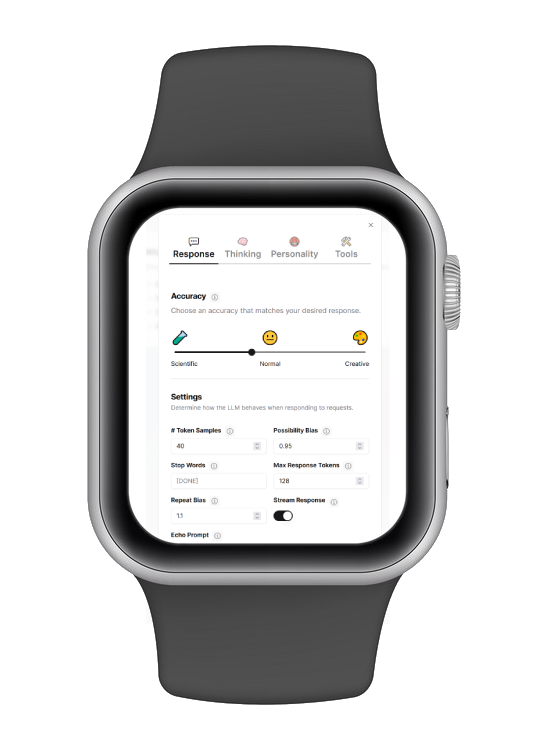 ×
Response Thinking Personality Tools
Accuracy
Choose an accuracy that matches your desired response.
Scientific Normal Creative
Settings
Determine how the LLM behaves when responding to requests.
# Token Samples Possibility Bias
40 0.95
Stop Words Max Response Tokens
[DONE] 128
Repeat Bias Stream Response
1.1
Echo Prompt